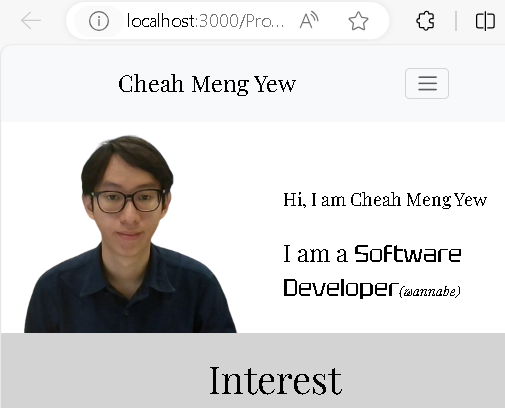 localhost:3000/Pro...
Cheah Meng Yew
Hi, I am Cheah Meng Yew
I am a Software
Developer(wannabe)
Interest